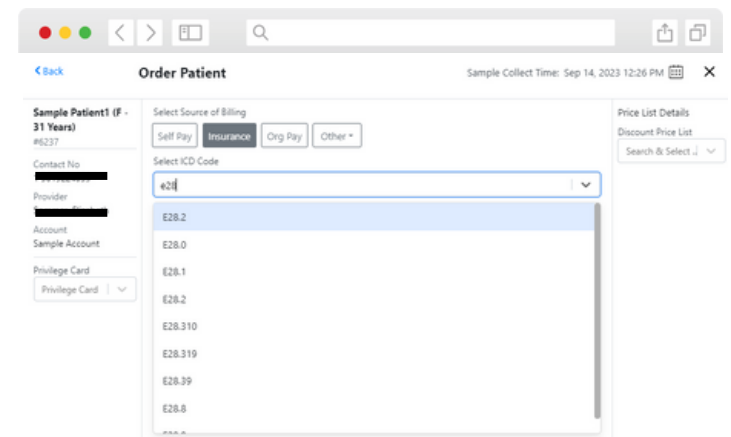 Back
Order Patient
Sample Collect Time: Sep 14, 2023 12:26 PM
Sample Patient1 (F -
31 Years)
#6237
Contact No
Provider
Account
Sample Account
Privilege Card
Privilege Card
Select Source of Billing
Self Pay
Insurance
Org Pay
Other
Select ICD Code
e28
E28.2
E28.0
E28.1
E28.2
E28.310
E28.319
E28.39
E28.8
Price List Details
Discount Price List
Search & Select